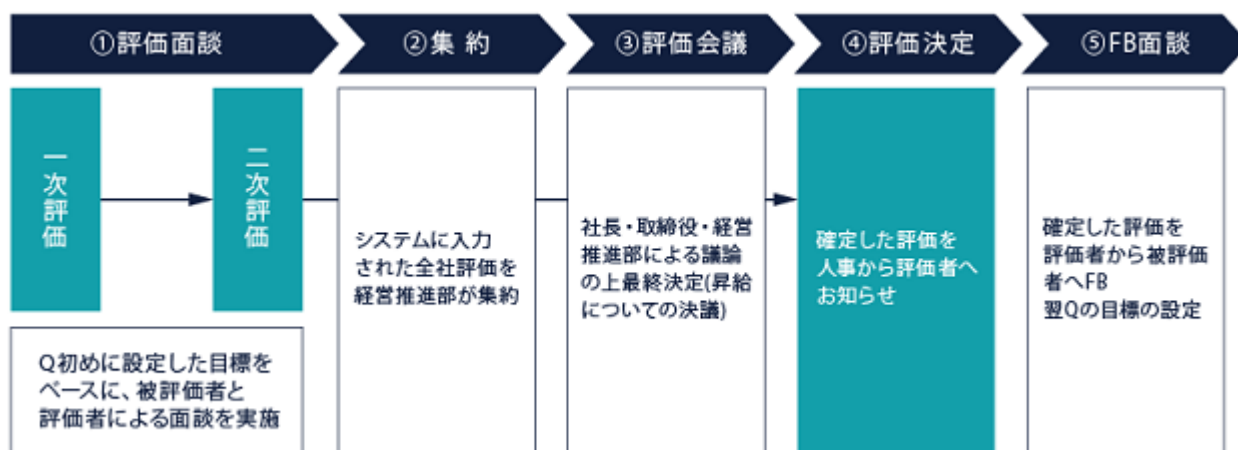 ①評価面談
②集 約
③評価会議
④評価決定
⑤FB面談
一次評価
二次評価
Q初めに設定した目標を
ベースに、被評価者と
評価者による面談を実施
システムに入力
された全社評価を
経営推進部が集約
社長・取締役・経営
推進部による議論
の上最終決定(昇給
についての決議)
確定した評価を
人事から評価者へ
お知らせ
確定した評価を
評価者から被評価
者へFB
翌Qの目標の設定